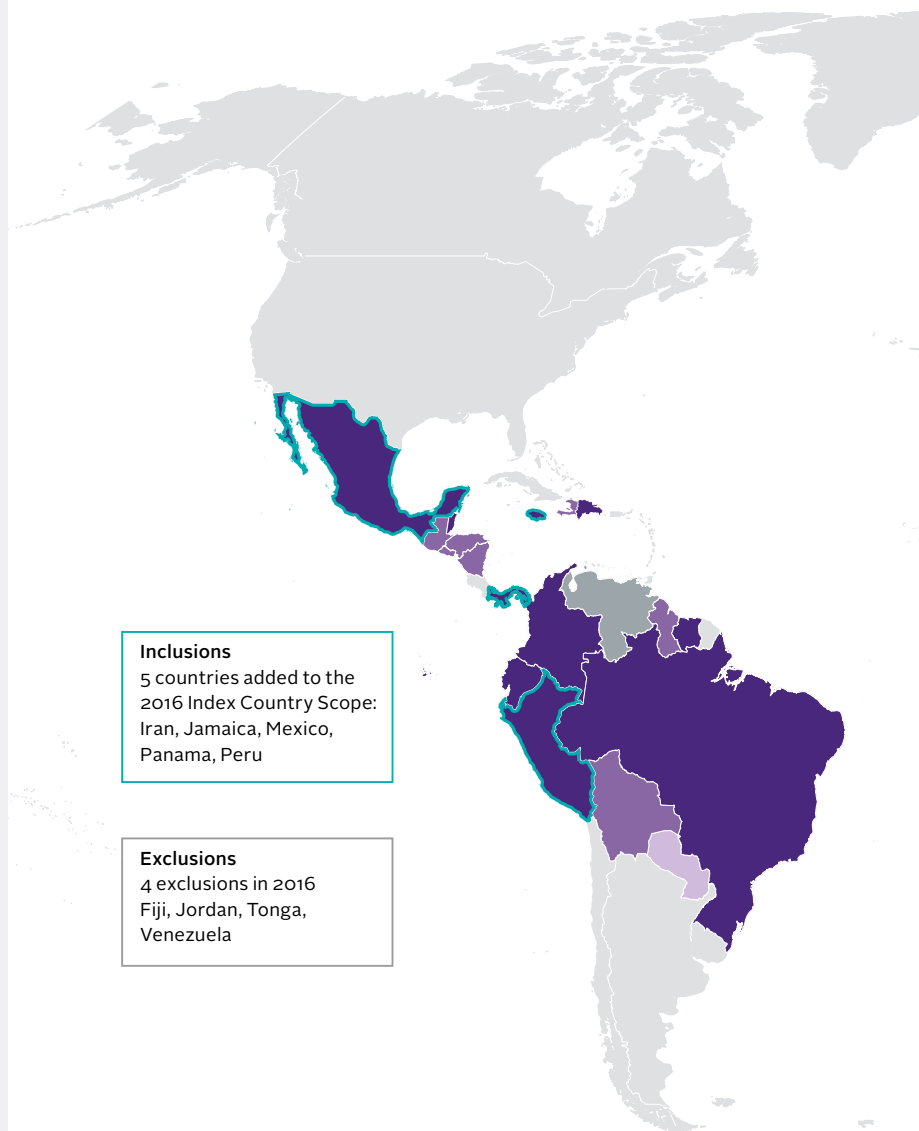 Inclusions
5 countries added to the
2016 Index Country Scope:
Iran, Jamaica, Mexico,
Panama, Peru
Exclusions
4 exclusions in 2016
Fiji, Jordan, Tonga,
Venezuela